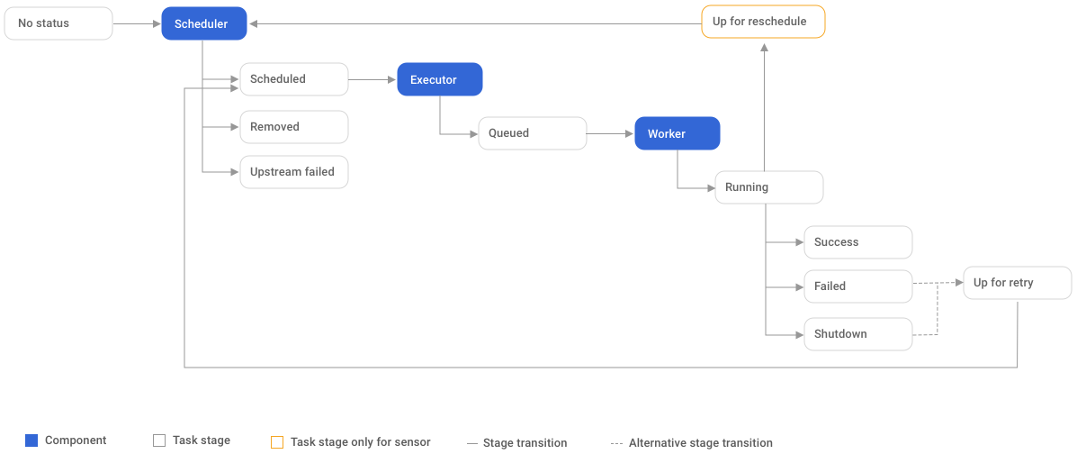 No status
Scheduler
Up for reschedule
Scheduled
Executor
Removed
Queued
Worker
Upstream failed
Running
Success
Failed
Up for retry
Shutdown
Component
Task stage
Task stage only for sensor
Stage transition
Alternative stage transition